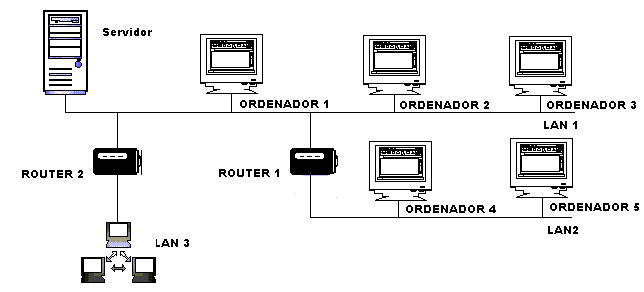 Servidor
ORDENADOR 1
ORDENADOR 2
ORDENADOR 3
LAN 1
ROUTER 2
ROUTER 1
ORDENADOR 4
ORDENADOR 5
LAN2
LAN 3